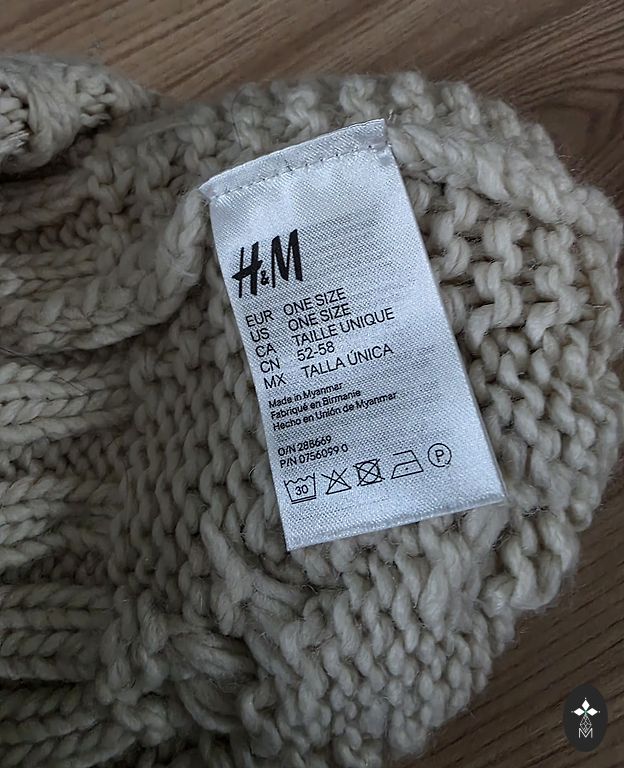 H&M
EUR ONE SIZE
US ONE SIZE
CA TAILLE UNIQUE
CN 52-58
MX TALLA ÚNICA
Made in Myanmar
Fabriqué en Birmanie
Hecho en Unión de Myanmar
O/N 288669
P/N 0756099 0
30 P
M